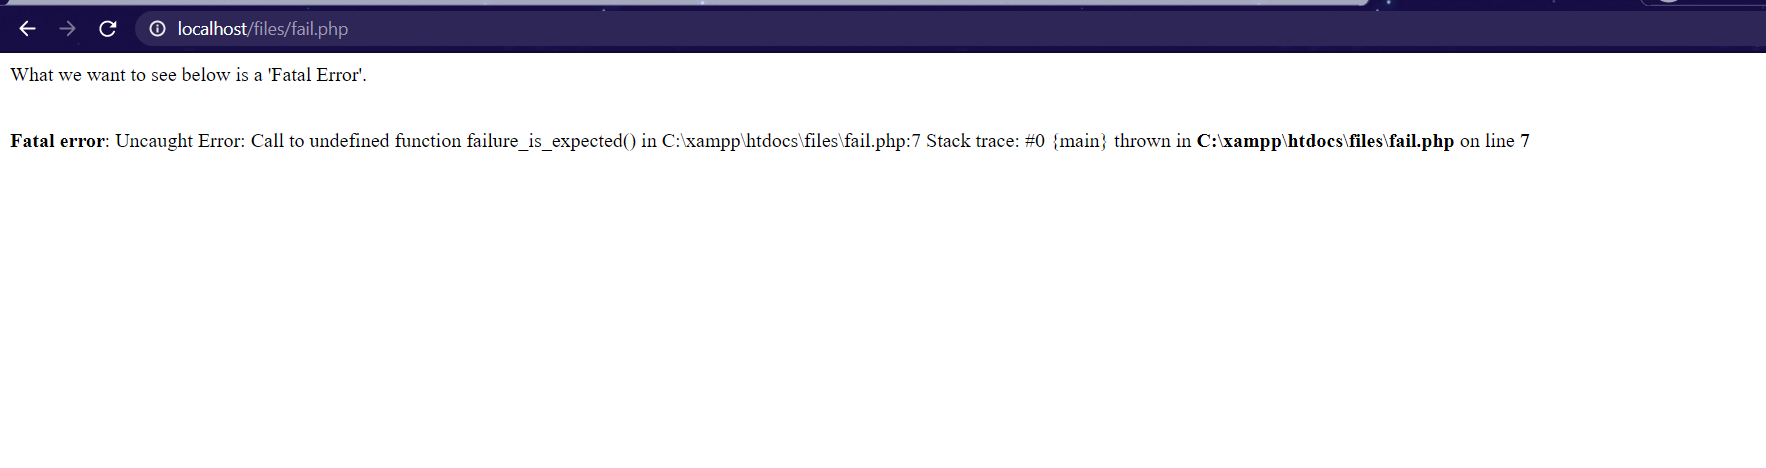 localhost/files/fail.php
What we want to see below is a 'Fatal Error'.
Fatal error: Uncaught Error: Call to undefined function failure_is_expected() in C:\xampp\htdocs\files\fail.php:7 Stack trace: #0 {main} thrown in C:\xampp\htdocs\files\fail.php on line 7